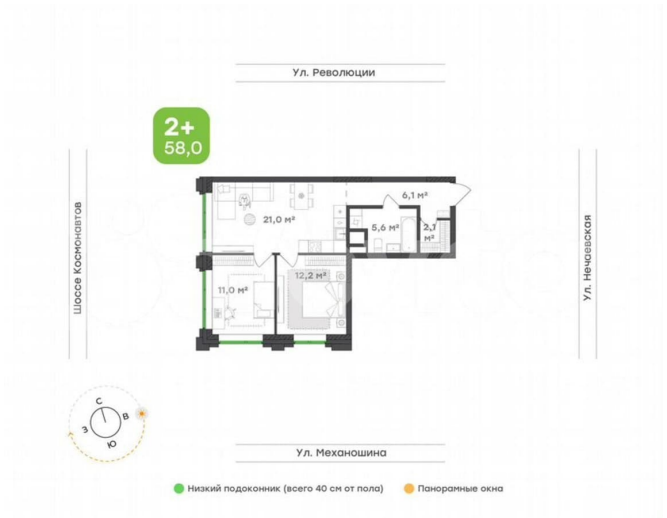 Ул. Революции
2+
58,0
6,1 м²
21,0 м²
5,6 м²
2,1
м²
Шоссе Космонавтов
Ул. Нечаевская
11,0 м²
12,2 м²
С
В
З
Ю
Ул. Механошина
Низкий подоконник (всего 40 см от пола)
Панорамные окна